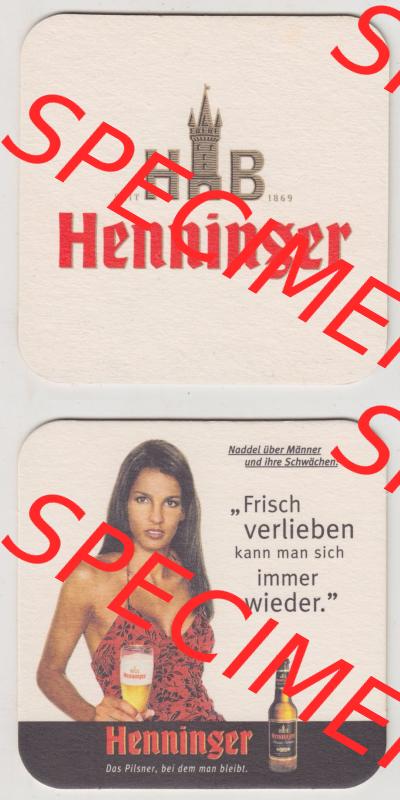 HB
SEIT 1869
Henninger
SPECIMEN
Naddel über Männer
und ihre Schwächen:
„Frisch
verlieben
kann man sich
immer
wieder.”
Henninger
Das Pilsner, bei dem man bleibt.
SPECIMEN